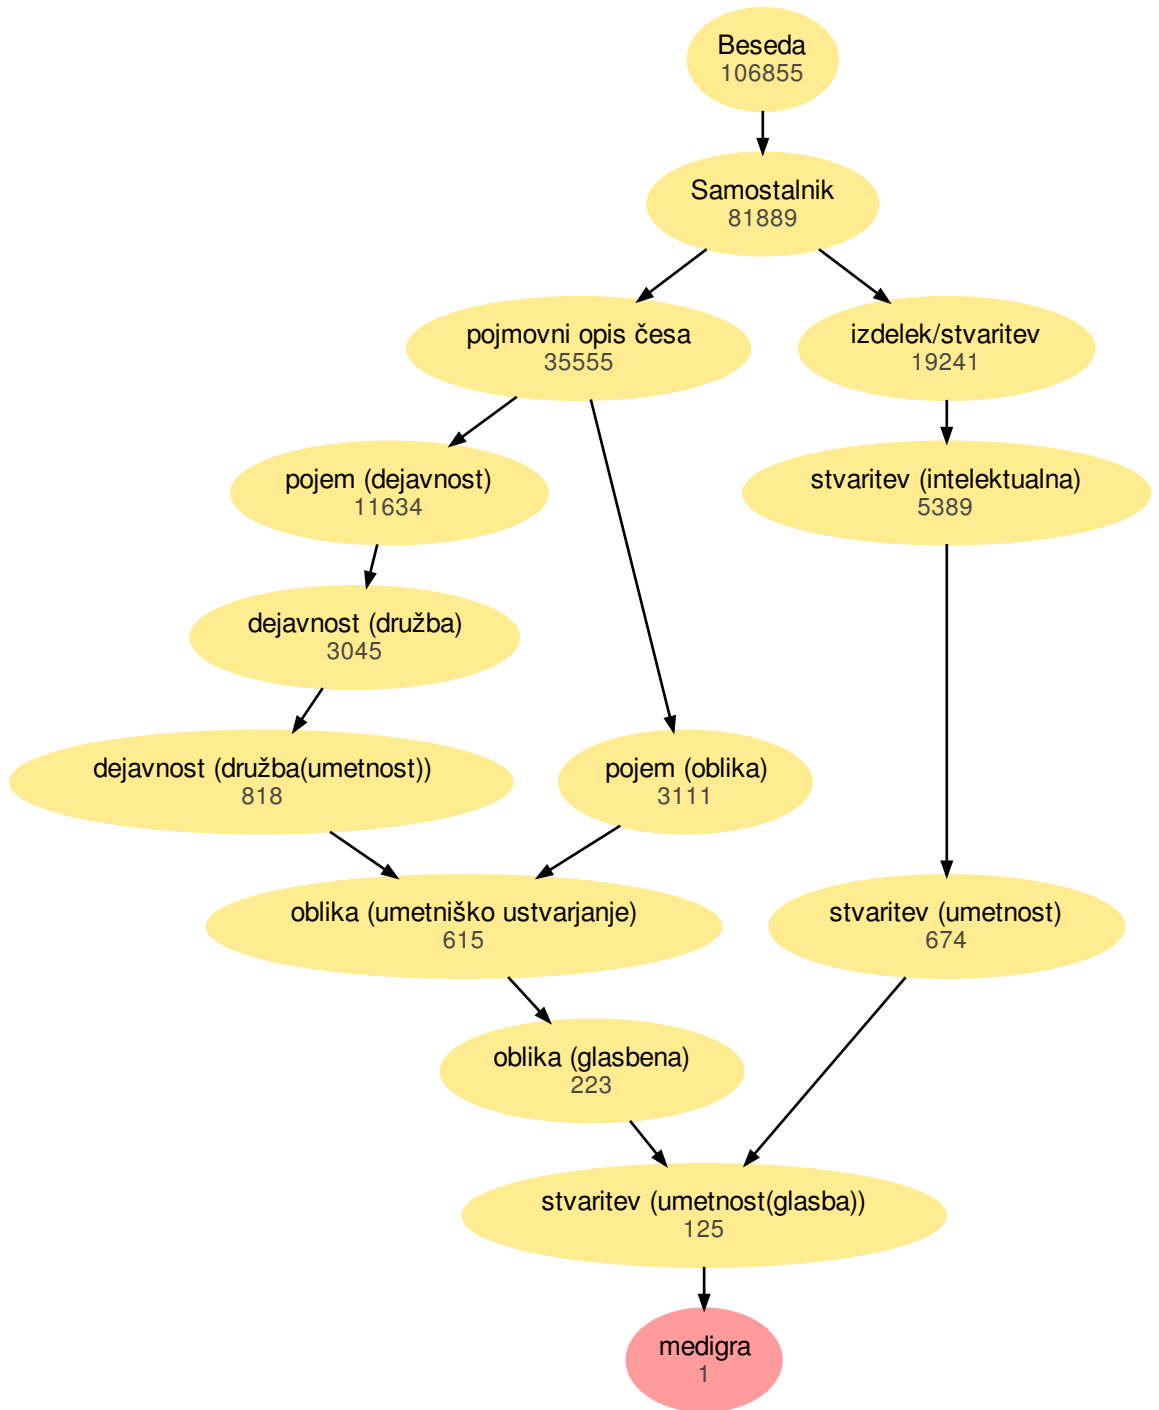 Beseda
106855
Samostalnik
81889
pojmovni opis česa
35555
izdelek/stvaritev
19241
pojem (dejavnost)
11634
stvaritev (intelektualna)
5389
dejavnost (družba)
3045
dejavnost (družba(umetnost))
818
pojem (oblika)
3111
oblika (umetniško ustvarjanje)
615
stvaritev (umetnost)
674
oblika (glasbena)
223
stvaritev (umetnost(glasba))
125
medigra
1